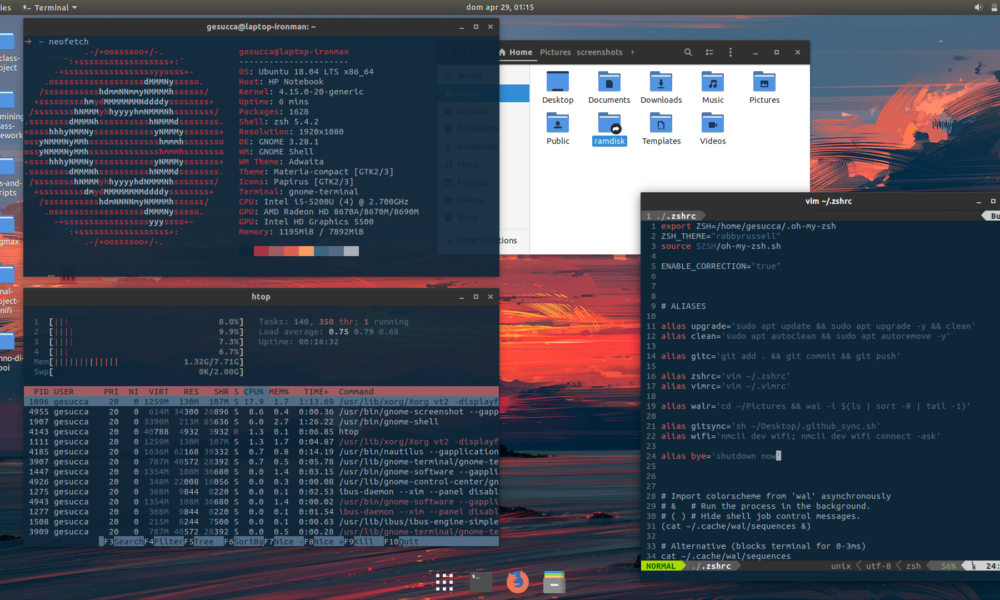 ies Terminal dom apr 29, 01:15
gesucca@laptop-ironman: ~
→ ~ neofetch
gesucca@laptop-ironman
----------------------
OS: Ubuntu 18.04 LTS x86_64
Host: HP Notebook
Kernel: 4.15.0-20-generic
Uptime: 6 mins
Packages: 1628
Shell: zsh 5.4.2
Resolution: 1920x1080
DE: GNOME 3.28.1
WM: GNOME Shell
WM Theme: Adwaita
Theme: Materia-compact [GTK2/3]
Icons: Papirus [GTK2/3]
Terminal: gnome-terminal
CPU: Intel i5-5200U (4) @ 2.700GHz
GPU: AMD Radeon HD 8670A/8670M/8690M
GPU: Intel HD Graphics 5500
Memory: 1195MiB / 7892MiB
Home Pictures screenshots
Desktop Documents Downloads Music Pictures
Public ramdisk Templates Videos
Other Locations
htop
1 [|| 8.0%] Tasks: 140, 350 thr; 1 running
2 [||| 9.9%] Load average: 0.75 0.79 0.68
3 [||| 7.3%] Uptime: 00:16:32
4 [|| 6.7%]
Mem[||||||||||||| 1.32G/7.71G]
Swp[ 0K/2.00G]
PID USER PRI NI VIRT RES SHR S CPU% MEM% TIME+ Command
1096 gesucca 20 0 1259M 130M 107M S 17.9 1.7 1:13.69 /usr/lib/xorg/Xorg vt2 -displayf
4955 gesucca 20 0 614M 34300 26896 S 8.6 0.4 0:00.36 /usr/bin/gnome-screenshot --gapp
1907 gesucca 20 0 3390M 213M 85636 S 6.0 2.7 1:26.22 /usr/bin/gnome-shell
4143 gesucca 20 0 40788 4932 3932 R 1.3 0.1 0:06.85 htop
1111 gesucca 20 0 1259M 130M 107M S 1.3 1.7 0:04.87 /usr/lib/xorg/Xorg vt2 -displayf
4185 gesucca 20 0 1636M 62168 39332 S 0.7 0.8 0:14.19 /usr/bin/nautilus --gapplication
3907 gesucca 20 0 787M 40572 28392 S 0.7 0.5 0:05.78 /usr/lib/gnome-terminal/gnome-te
1447 gesucca 20 0 1354M 108M 36680 S 0.0 1.4 0:03.15 /usr/bin/gnome-software --gappli
4926 gesucca 20 0 348M 22008 16056 S 0.0 0.3 0:00.08 /usr/lib/gnome-control-center/gn
1275 gesucca 20 0 368M 9844 8220 S 0.0 0.1 0:02.53 ibus-daemon --xim --panel disabl
4943 gesucca 20 0 1354M 108M 36680 S 0.0 1.4 0:00.02 /usr/bin/gnome-software --gappli
1277 gesucca 20 0 368M 9844 8220 S 0.0 0.1 0:01.54 ibus-daemon --xim --panel disabl
1508 gesucca 20 0 215M 8244 7500 S 0.0 0.1 0:00.63 /usr/lib/ibus/ibus-engine-simple
3909 gesucca 20 0 787M 40572 28392 S 0.0 0.5 0:00.28 /usr/lib/gnome-terminal/gnome-te
F3Search F4Filter F5Tree F6SortBy F7Nice - F8Nice + F9Kill F10Quit
vim ~/.zshrc
1 ./.zshrc Bu
1 export ZSH=/home/gesucca/.oh-my-zsh
2 ZSH_THEME="robbyrussell"
3 source $ZSH/oh-my-zsh.sh
4
5 ENABLE_CORRECTION="true"
6
7
8
9 # ALIASES
10
11 alias upgrade='sudo apt update && sudo apt upgrade -y && clean'
12 alias clean='sudo apt autoclean && sudo apt autoremove -y'
13
14 alias gitc='git add . && git commit && git push'
15
16 alias zshrc='vim ~/.zshrc'
17 alias vimrc='vim ~/.vimrc'
18
19 alias walr='cd ~/Pictures && wal -i $(ls | sort -R | tail -1)'
20
21 alias gitsync='sh ~/Desktop/.github_sync.sh'
22 alias wifi='nmcli dev wifi; nmcli dev wifi connect -ask'
23
24 alias bye='shutdown now'
25
26
27
28 # Import colorscheme from 'wal' asynchronously
29 # & # Run the process in the background.
30 # ( ) # Hide shell job control messages.
31 (cat ~/.cache/wal/sequences &)
32
33 # Alternative (blocks terminal for 0-3ms)
34 cat ~/.cache/wal/sequences
NORMAL ./.zshrc unix utf-8 zsh 56% 24: